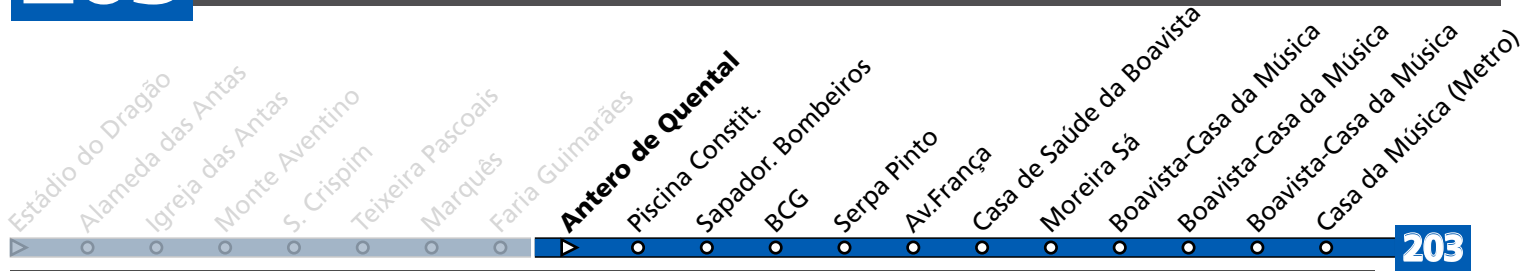 203
Estádio do Dragão
Alameda das Antas
Igreja das Antas
Monte Aventino
S. Crispim
Teixeira Pascoais
Marquês
Faria Guimarães
Antero de Quental
Piscina Constit.
Sapador. Bombeiros
BCG
Serpa Pinto
Av.França
Casa de Saúde da Boavista
Moreira Sá
Boavista-Casa da Música
Boavista-Casa da Música
Boavista-Casa da Música
Casa da Música (Metro)
203